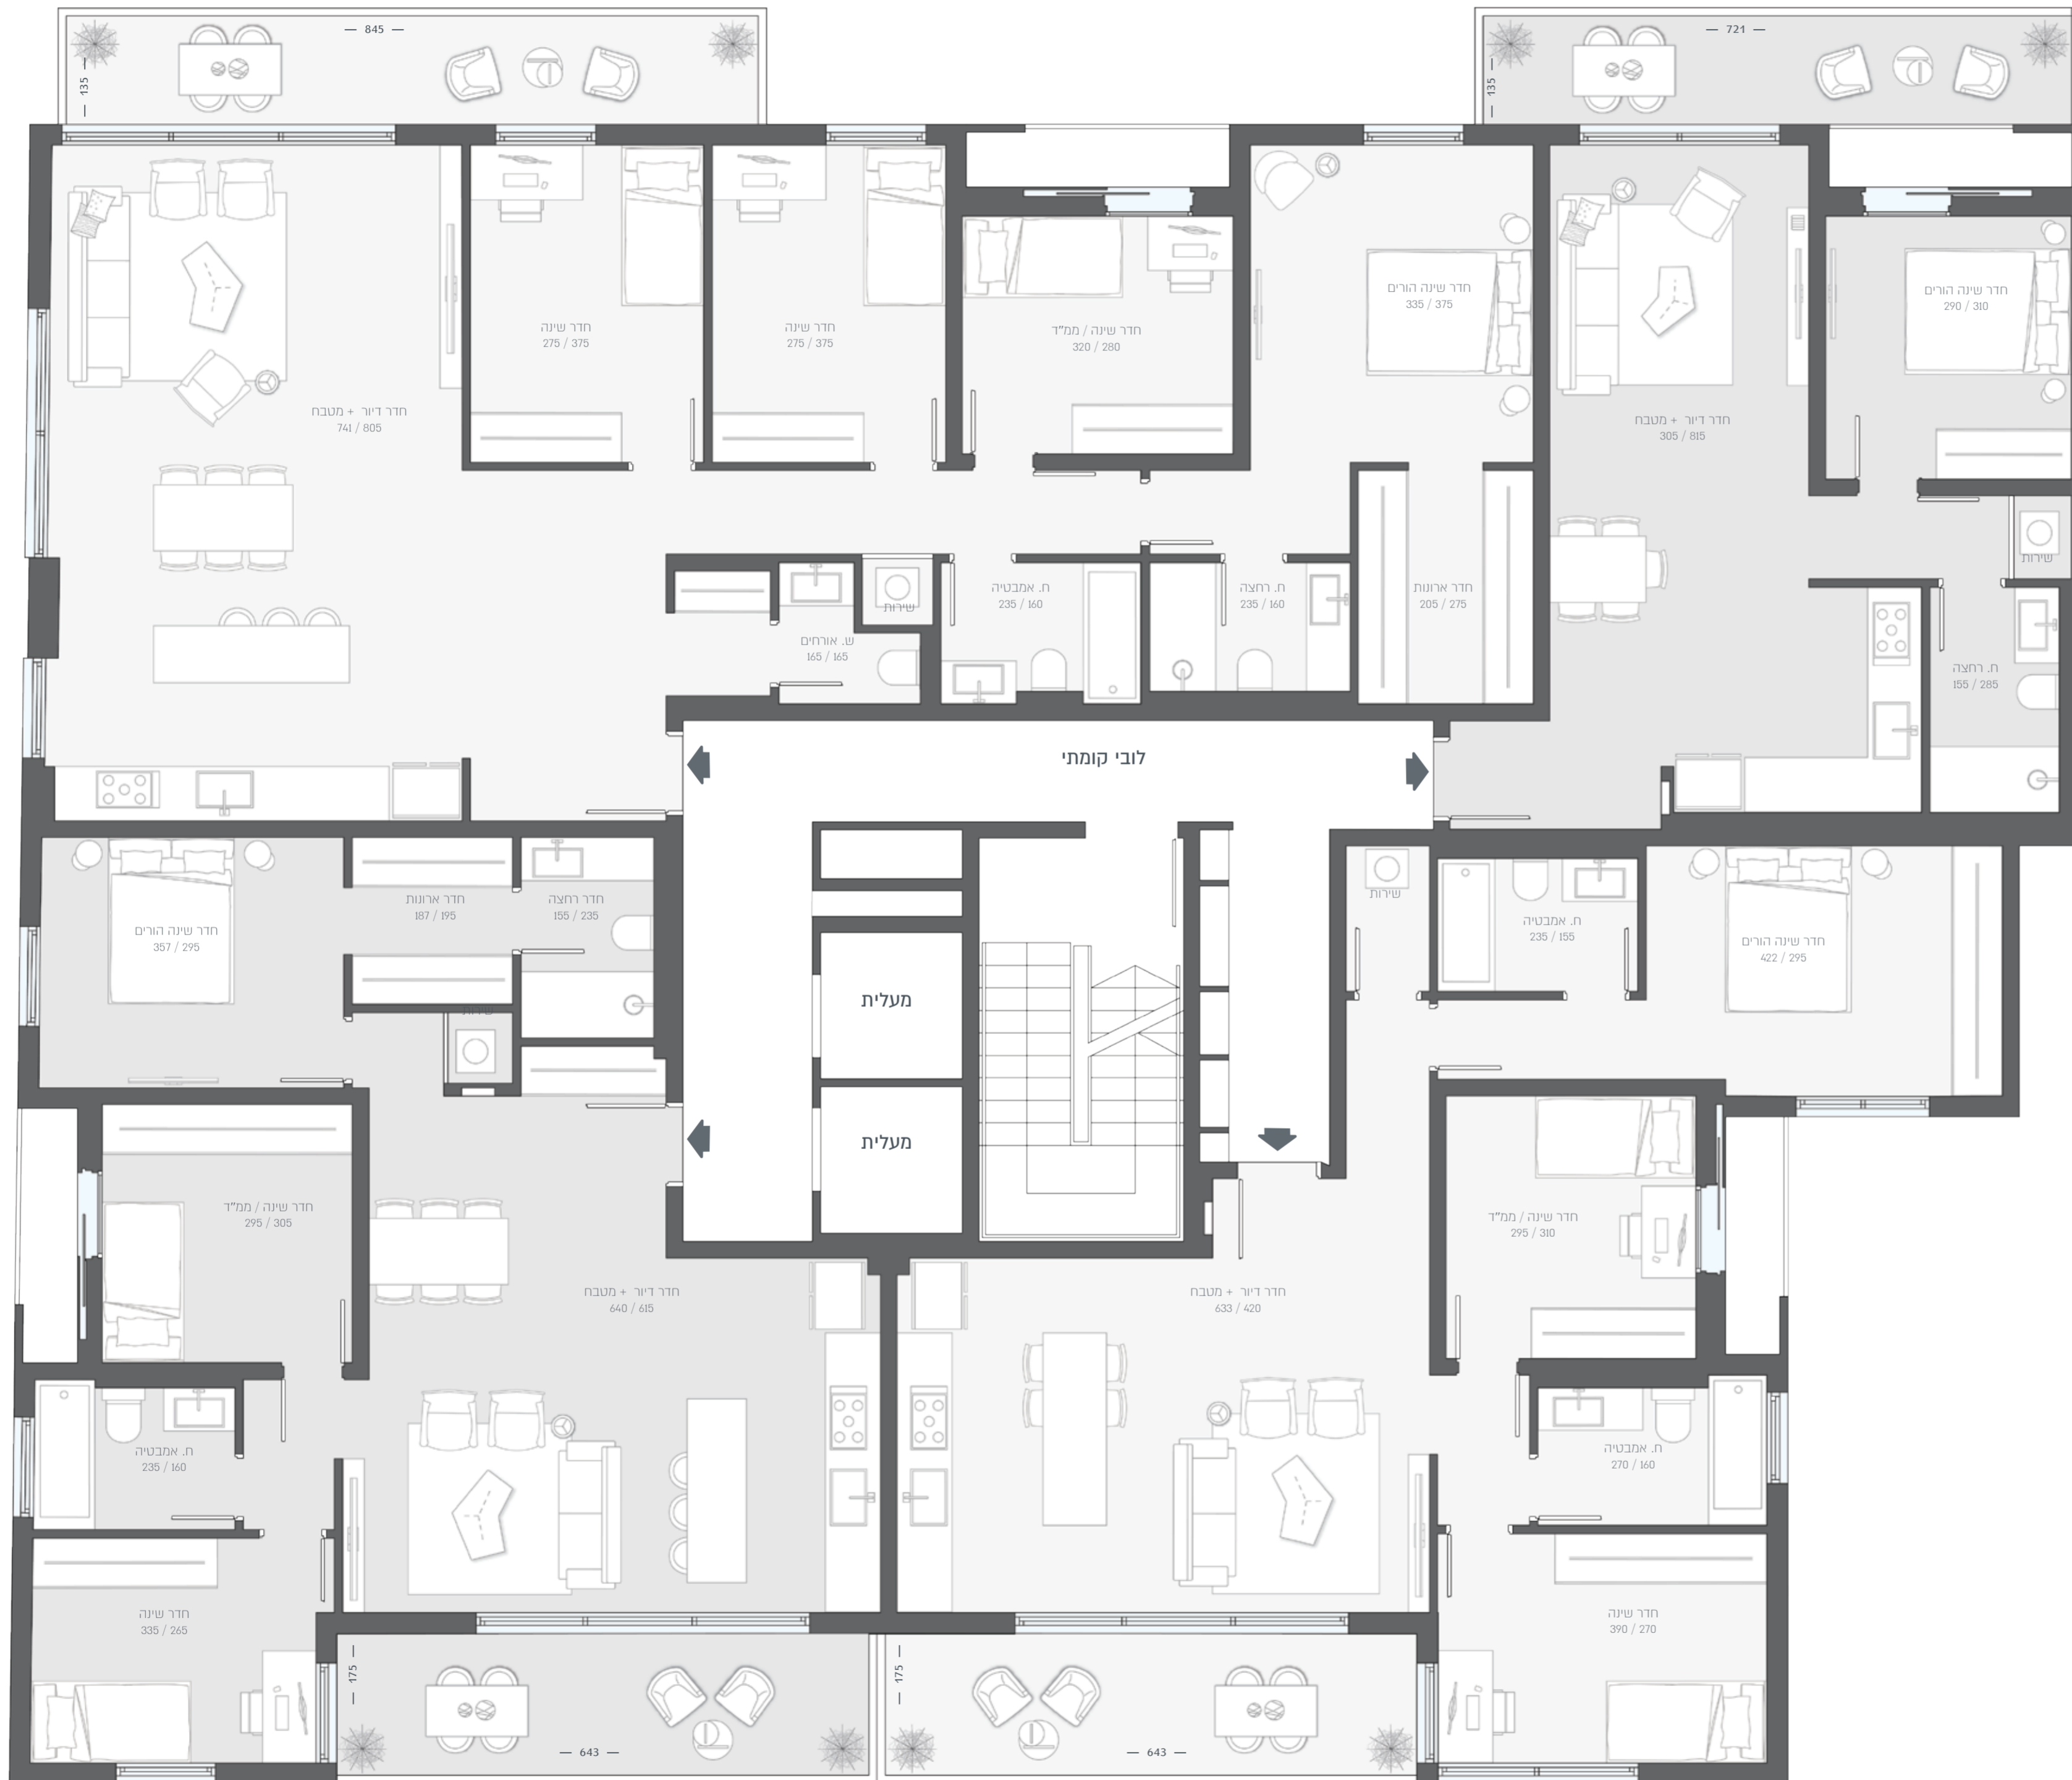 845
135
721
135
חדר דיור + מטבח
741 / 805
חדר שינה
275 / 375
חדר שינה
275 / 375
חדר שינה / ממ"ד
320 / 280
חדר שינה הורים
335 / 375
חדר דיור + מטבח
305 / 815
חדר שינה הורים
290 / 310
שירות
ח. רחצה
155 / 285
חדר ארונות
205 / 275
ח. רחצה
235 / 160
ח. אמבטיה
235 / 160
שירות
ש. אורחים
165 / 165
לובי קומתי
חדר שינה הורים
357 / 295
חדר ארונות
187 / 195
חדר רחצה
155 / 235
שירות
מעלית
מעלית
שירות
ח. אמבטיה
235 / 155
חדר שינה הורים
422 / 295
חדר שינה / ממ"ד
295 / 305
חדר דיור + מטבח
640 / 615
חדר דיור + מטבח
633 / 420
חדר שינה / ממ"ד
295 / 310
ח. אמבטיה
235 / 160
ח. אמבטיה
270 / 160
חדר שינה
335 / 265
חדר שינה
390 / 270
175
643
175
643